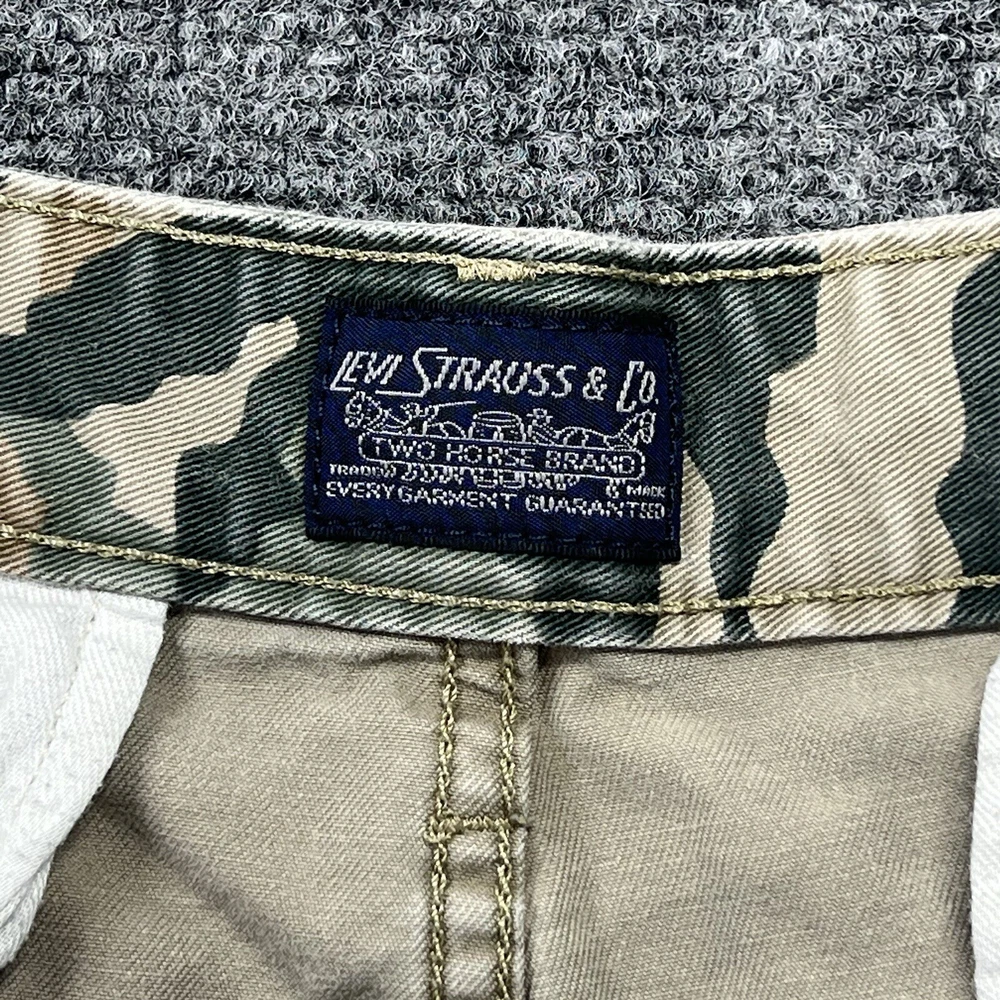 LEVI STRAUSS & CO.
TWO HORSE BRAND
TRADE MARK
EVERY GARMENT GUARANTEED